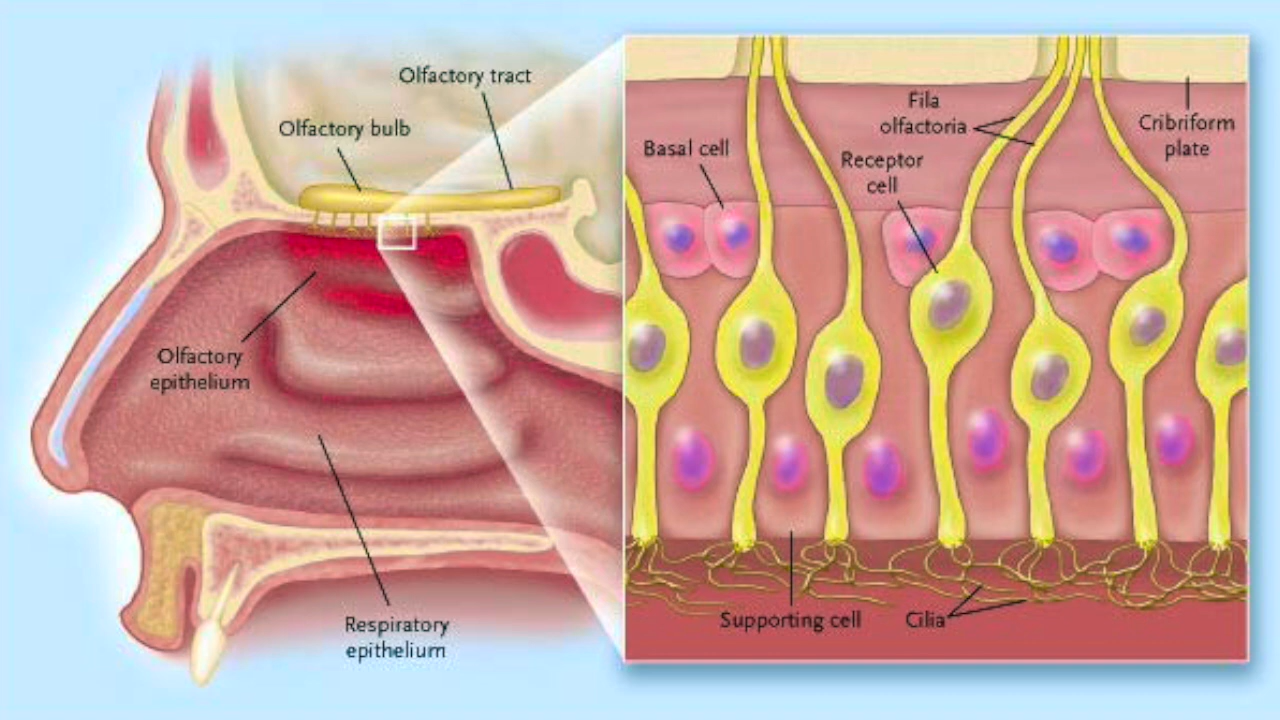 Olfactory tract
Olfactory bulb
Olfactory
epithelium
Respiratory
epithelium
Fila
olfactoria
Cribriform
plate
Basal cell
Receptor
cell
Supporting cell
Cilia